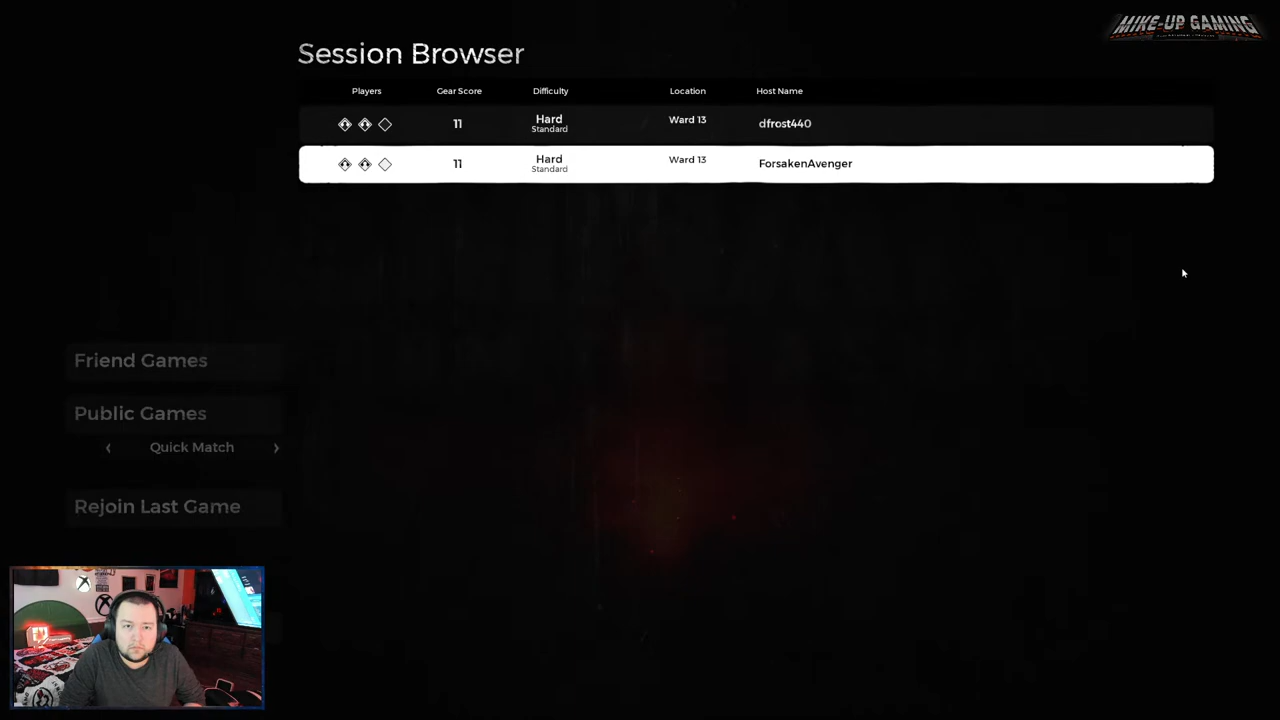 MIKE-UP GAMING
Session Browser
Players Gear Score Difficulty Location Host Name
11 Hard Standard Ward 13 dfrost440
11 Hard Standard Ward 13 ForsakenAvenger
Friend Games
Public Games
Quick Match
Rejoin Last Game